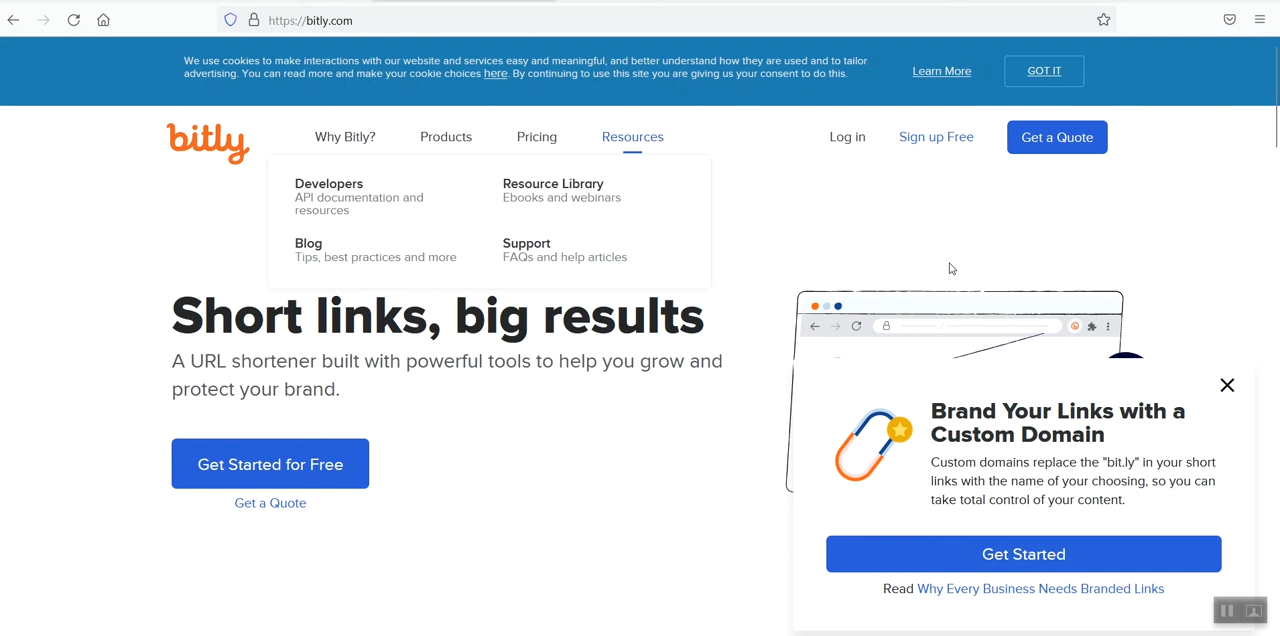 https://bitly.com
We use cookies to make interactions with our website and services easy and meaningful, and better understand how they are used and to tailor
advertising. You can read more and make your cookie choices here. By continuing to use this site you are giving us your consent to do this.
Learn More
GOT IT
bitly
Why Bitly?
Products
Pricing
Resources
Log in
Sign up Free
Get a Quote
Developers
API documentation and
resources
Resource Library
Ebooks and webinars
Blog
Tips, best practices and more
Support
FAQs and help articles
Short links, big results
A URL shortener built with powerful tools to help you grow and
protect your brand.
Get Started for Free
Get a Quote
Brand Your Links with a
Custom Domain
Custom domains replace the "bit.ly" in your short
links with the name of your choosing, so you can
take total control of your content.
Get Started
Read Why Every Business Needs Branded Links